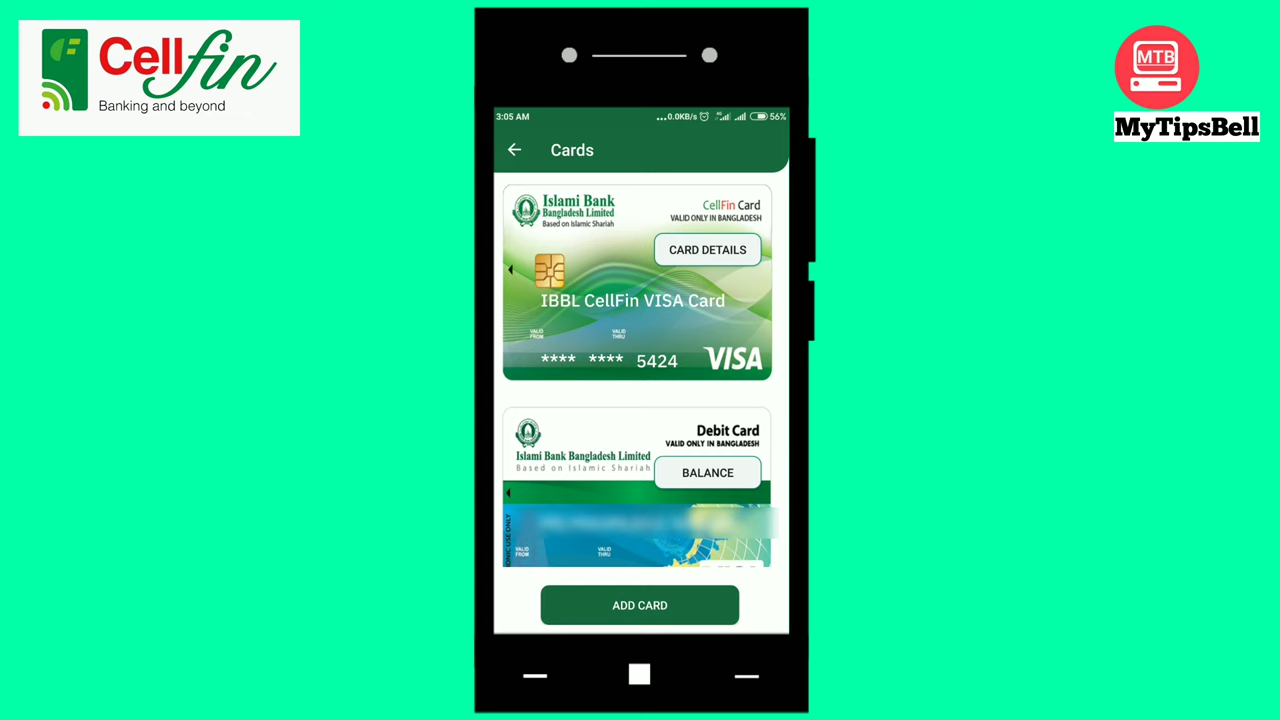 Cellfin
Banking and beyond
MTB
MyTipsBell
3:05 AM
...0.0KB/s 56%
Cards
Islami Bank
Bangladesh Limited
Based on Islamic Shariah
CellFin Card
VALID ONLY IN BANGLADESH
CARD DETAILS
IBBL CellFin VISA Card
VALID FROM
VALID THRU
**** **** 5424
VISA
Debit Card
VALID ONLY IN BANGLADESH
Islami Bank Bangladesh Limited
Based on Islamic Shariah
BALANCE
ONIC USE ONLY
VALID FROM
VALID THRU
ADD CARD